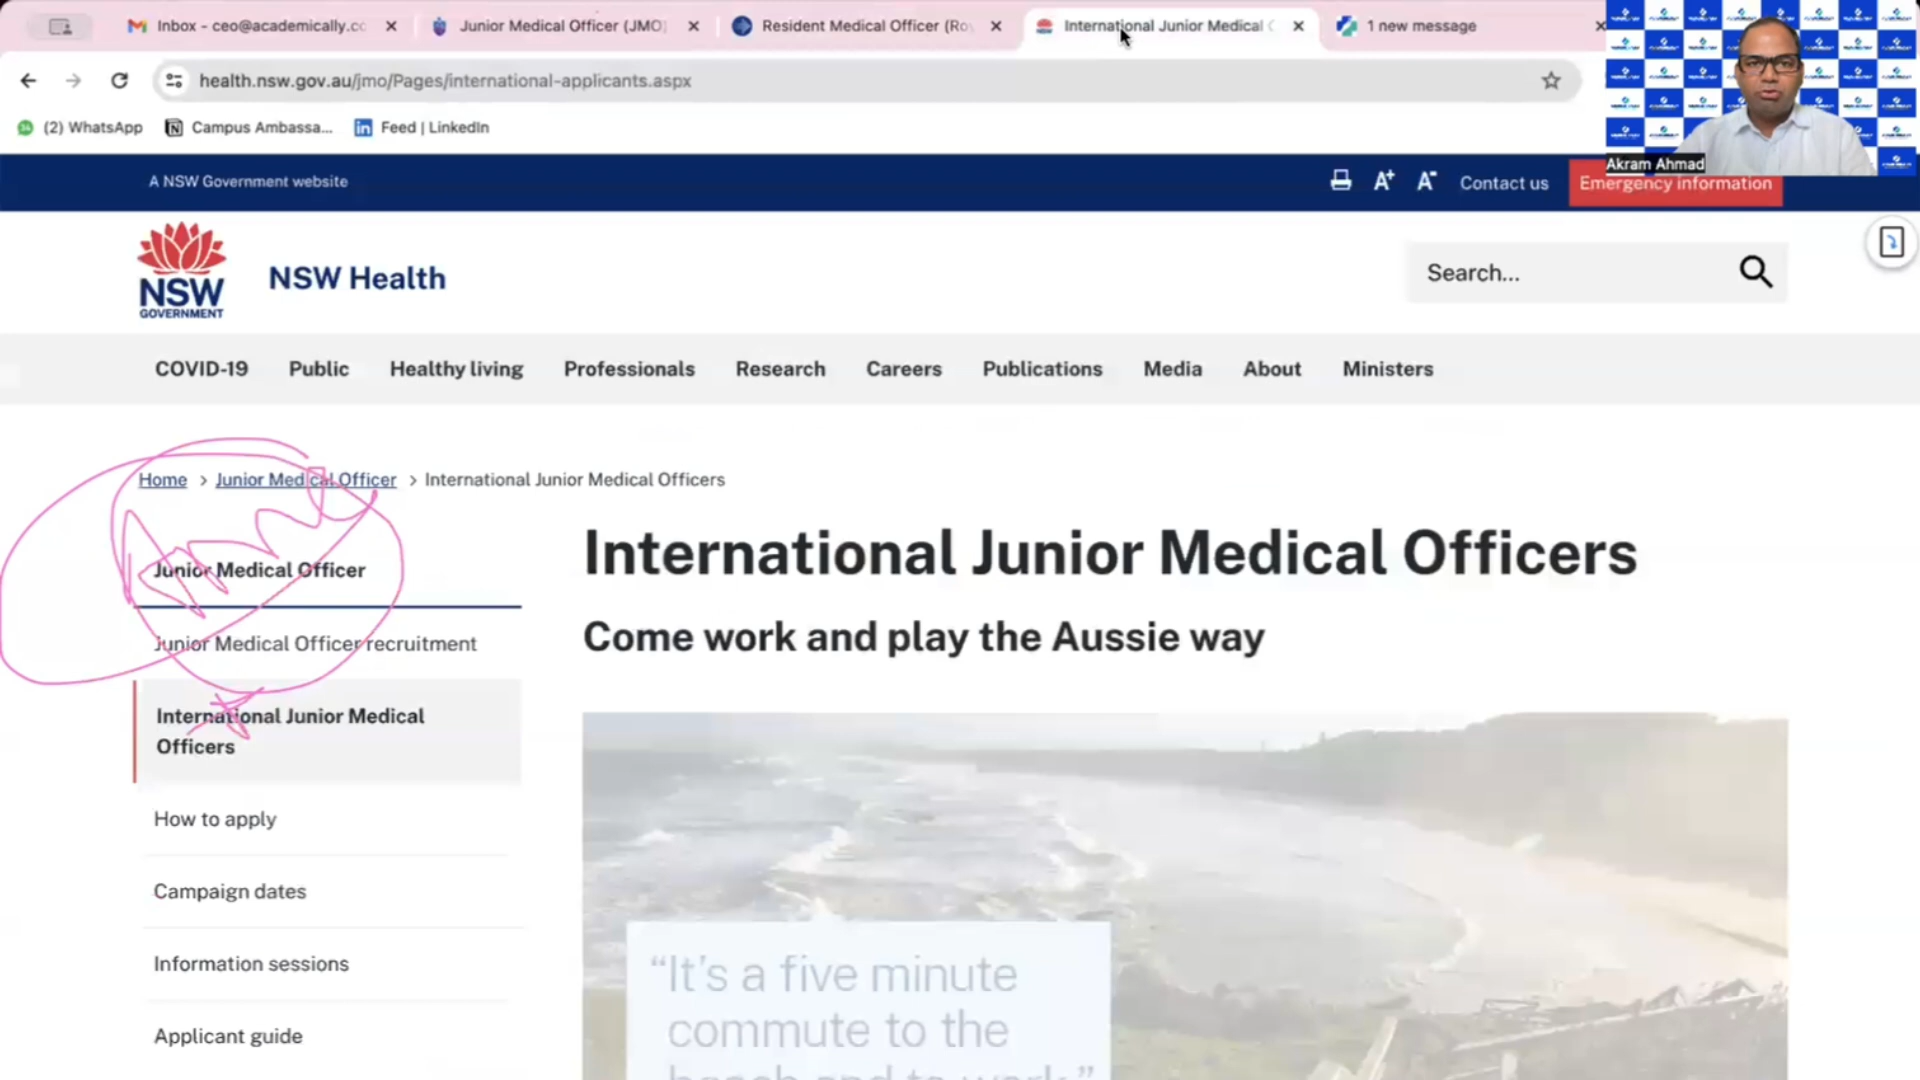 Inbox - ceo@academically.cc
Junior Medical Officer (JMO)
Resident Medical Officer (Roy
International Junior Medical
1 new message
health.nsw.gov.au/jmo/Pages/international-applicants.aspx
(2) WhatsApp
Campus Ambassa...
Feed | LinkedIn
Akram Ahmad
A NSW Government website
A+
A-
Contact us
Emergency information
NSW
GOVERNMENT
NSW Health
Search...
COVID-19
Public
Healthy living
Professionals
Research
Careers
Publications
Media
About
Ministers
Home > Junior Medical Officer > International Junior Medical Officers
Junior Medical Officer
Junior Medical Officer recruitment
International Junior Medical
Officers
How to apply
Campaign dates
Information sessions
Applicant guide
International Junior Medical Officers
Come work and play the Aussie way
“It’s a five minute
commute to the
beach and to work.”